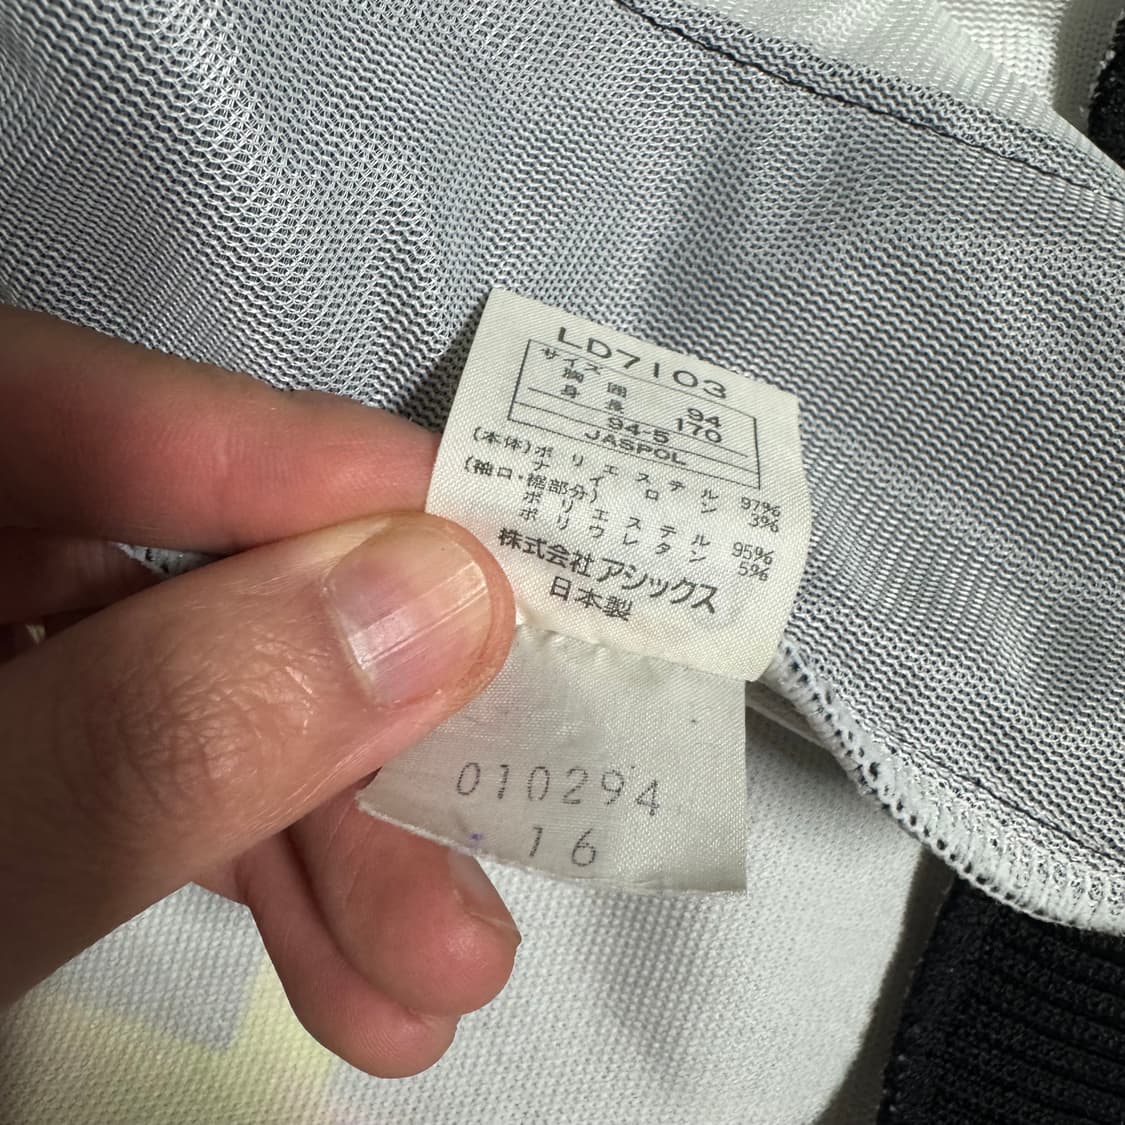 LD7103
サイズ
胸囲 94
身長 170
94-5
JASPOL
(本体)ポリエステル 97%
ナイロン 3%
(袖口・裾部分)
ポリエステル 95%
ポリウレタン 5%
株式会社アシックス
日本製
010294
16